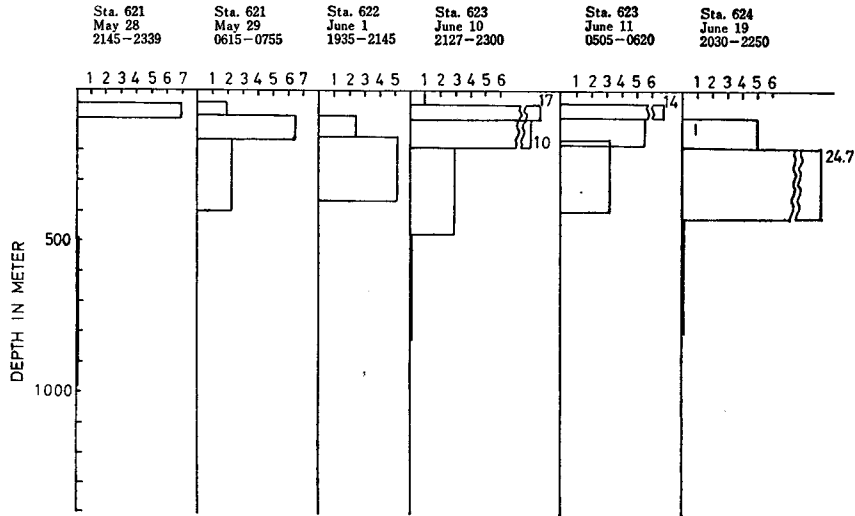 Sta. 621
May 28
2145–2339
Sta. 621
May 29
0615–0755
Sta. 622
June 1
1935–2145
Sta. 623
June 10
2127–2300
Sta. 623
June 11
0505–0620
Sta. 624
June 19
2030–2250
1 2 3 4 5 6 7
1 2 3 4 5 6 7
1 2 3 4 5
1 2 3 4 5 6
1 2 3 4 5 6
1 2 3 4 5 6
17
14
10
24.7
500
1000
DEPTH IN METER